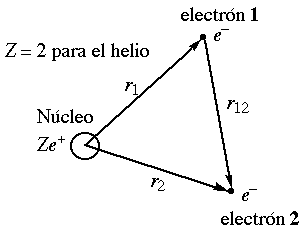 electrón 1
e⁻
Z = 2 para el helio
r₁
r₁₂
Núcleo
Ze⁺
r₂
e⁻
electrón 2